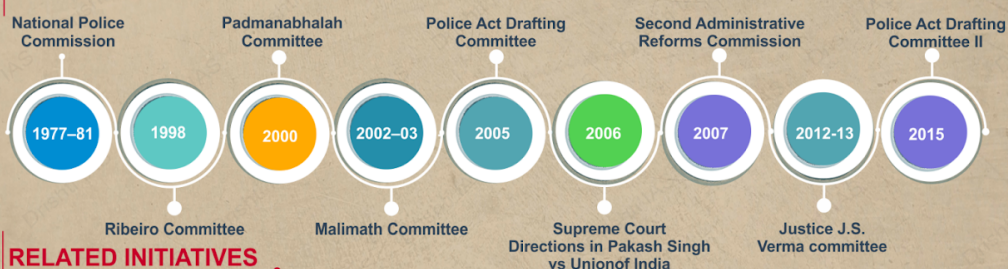 National Police
Commission
Padmanabhalah
Committee
Police Act Drafting
Committee
Second Administrative
Reforms Commission
Police Act Drafting
Committee II
1977–81
1998
2000
2002–03
2005
2006
2007
2012-13
2015
Ribeiro Committee
Malimath Committee
Supreme Court
Directions in Pakash Singh
vs Unionof India
Justice J.S.
Verma committee
RELATED INITIATIVES